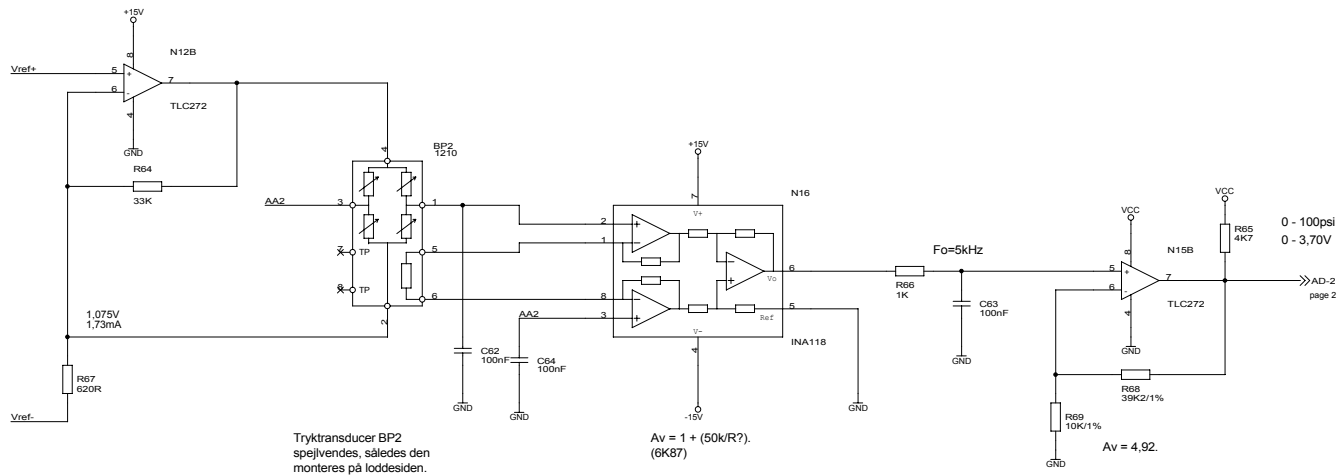 +15V
8
N12B
Vref+
5
+
7
6
-
TLC272
4
GND
R64
33K
4
BP2
1210
AA2
3
1
7
TP
5
8
TP
6
2
1,075V
1,73mA
R67
620R
Vref-
C62
100nF
GND
AA2
C64
100nF
GND
Tryktransducer BP2
spejlvendes, således den
monteres på loddesiden.
+15V
7
N16
V+
2
+
1
-
-
+
6
Vo
8
-
3
+
5
Ref
V-
4
INA118
-15V
GND
Av = 1 + (50k/R?).
(6K87)
Fo=5kHz
R66
1K
C63
100nF
GND
VCC
8
N15B
5
+
7
6
-
TLC272
4
GND
VCC
R65
4K7
0 - 100psi
0 - 3,70V
AD-2
page 2
R68
39K2/1%
R69
10K/1%
GND
Av = 4,92.